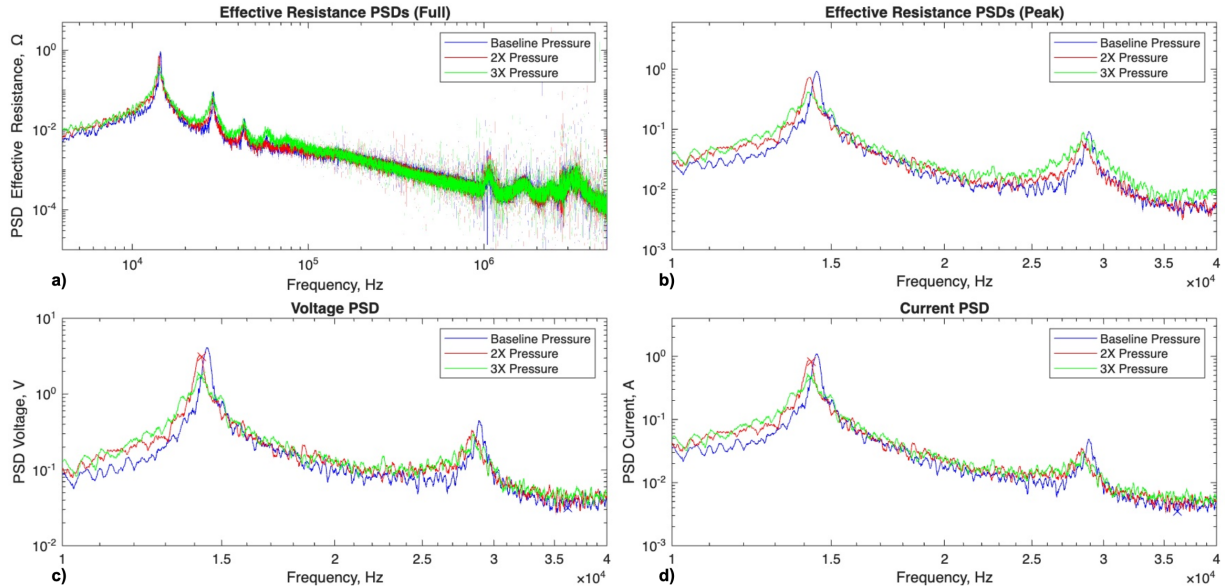 Effective Resistance PSDs (Full)
PSD Effective Resistance, Ω
10^0
10^-2
10^-4
10^4
10^5
10^6
Frequency, Hz
Baseline Pressure
2X Pressure
3X Pressure
a)
Effective Resistance PSDs (Peak)
10^0
10^-1
10^-2
10^-3
1
1.5
2
2.5
3
3.5
4
×10^4
Frequency, Hz
Baseline Pressure
2X Pressure
3X Pressure
b)
Voltage PSD
PSD Voltage, V
10^1
10^0
10^-1
10^-2
1
1.5
2
2.5
3
3.5
4
×10^4
Frequency, Hz
Baseline Pressure
2X Pressure
3X Pressure
c)
Current PSD
PSD Current, A
10^0
10^-1
10^-2
10^-3
1
1.5
2
2.5
3
3.5
4
×10^4
Frequency, Hz
Baseline Pressure
2X Pressure
3X Pressure
d)